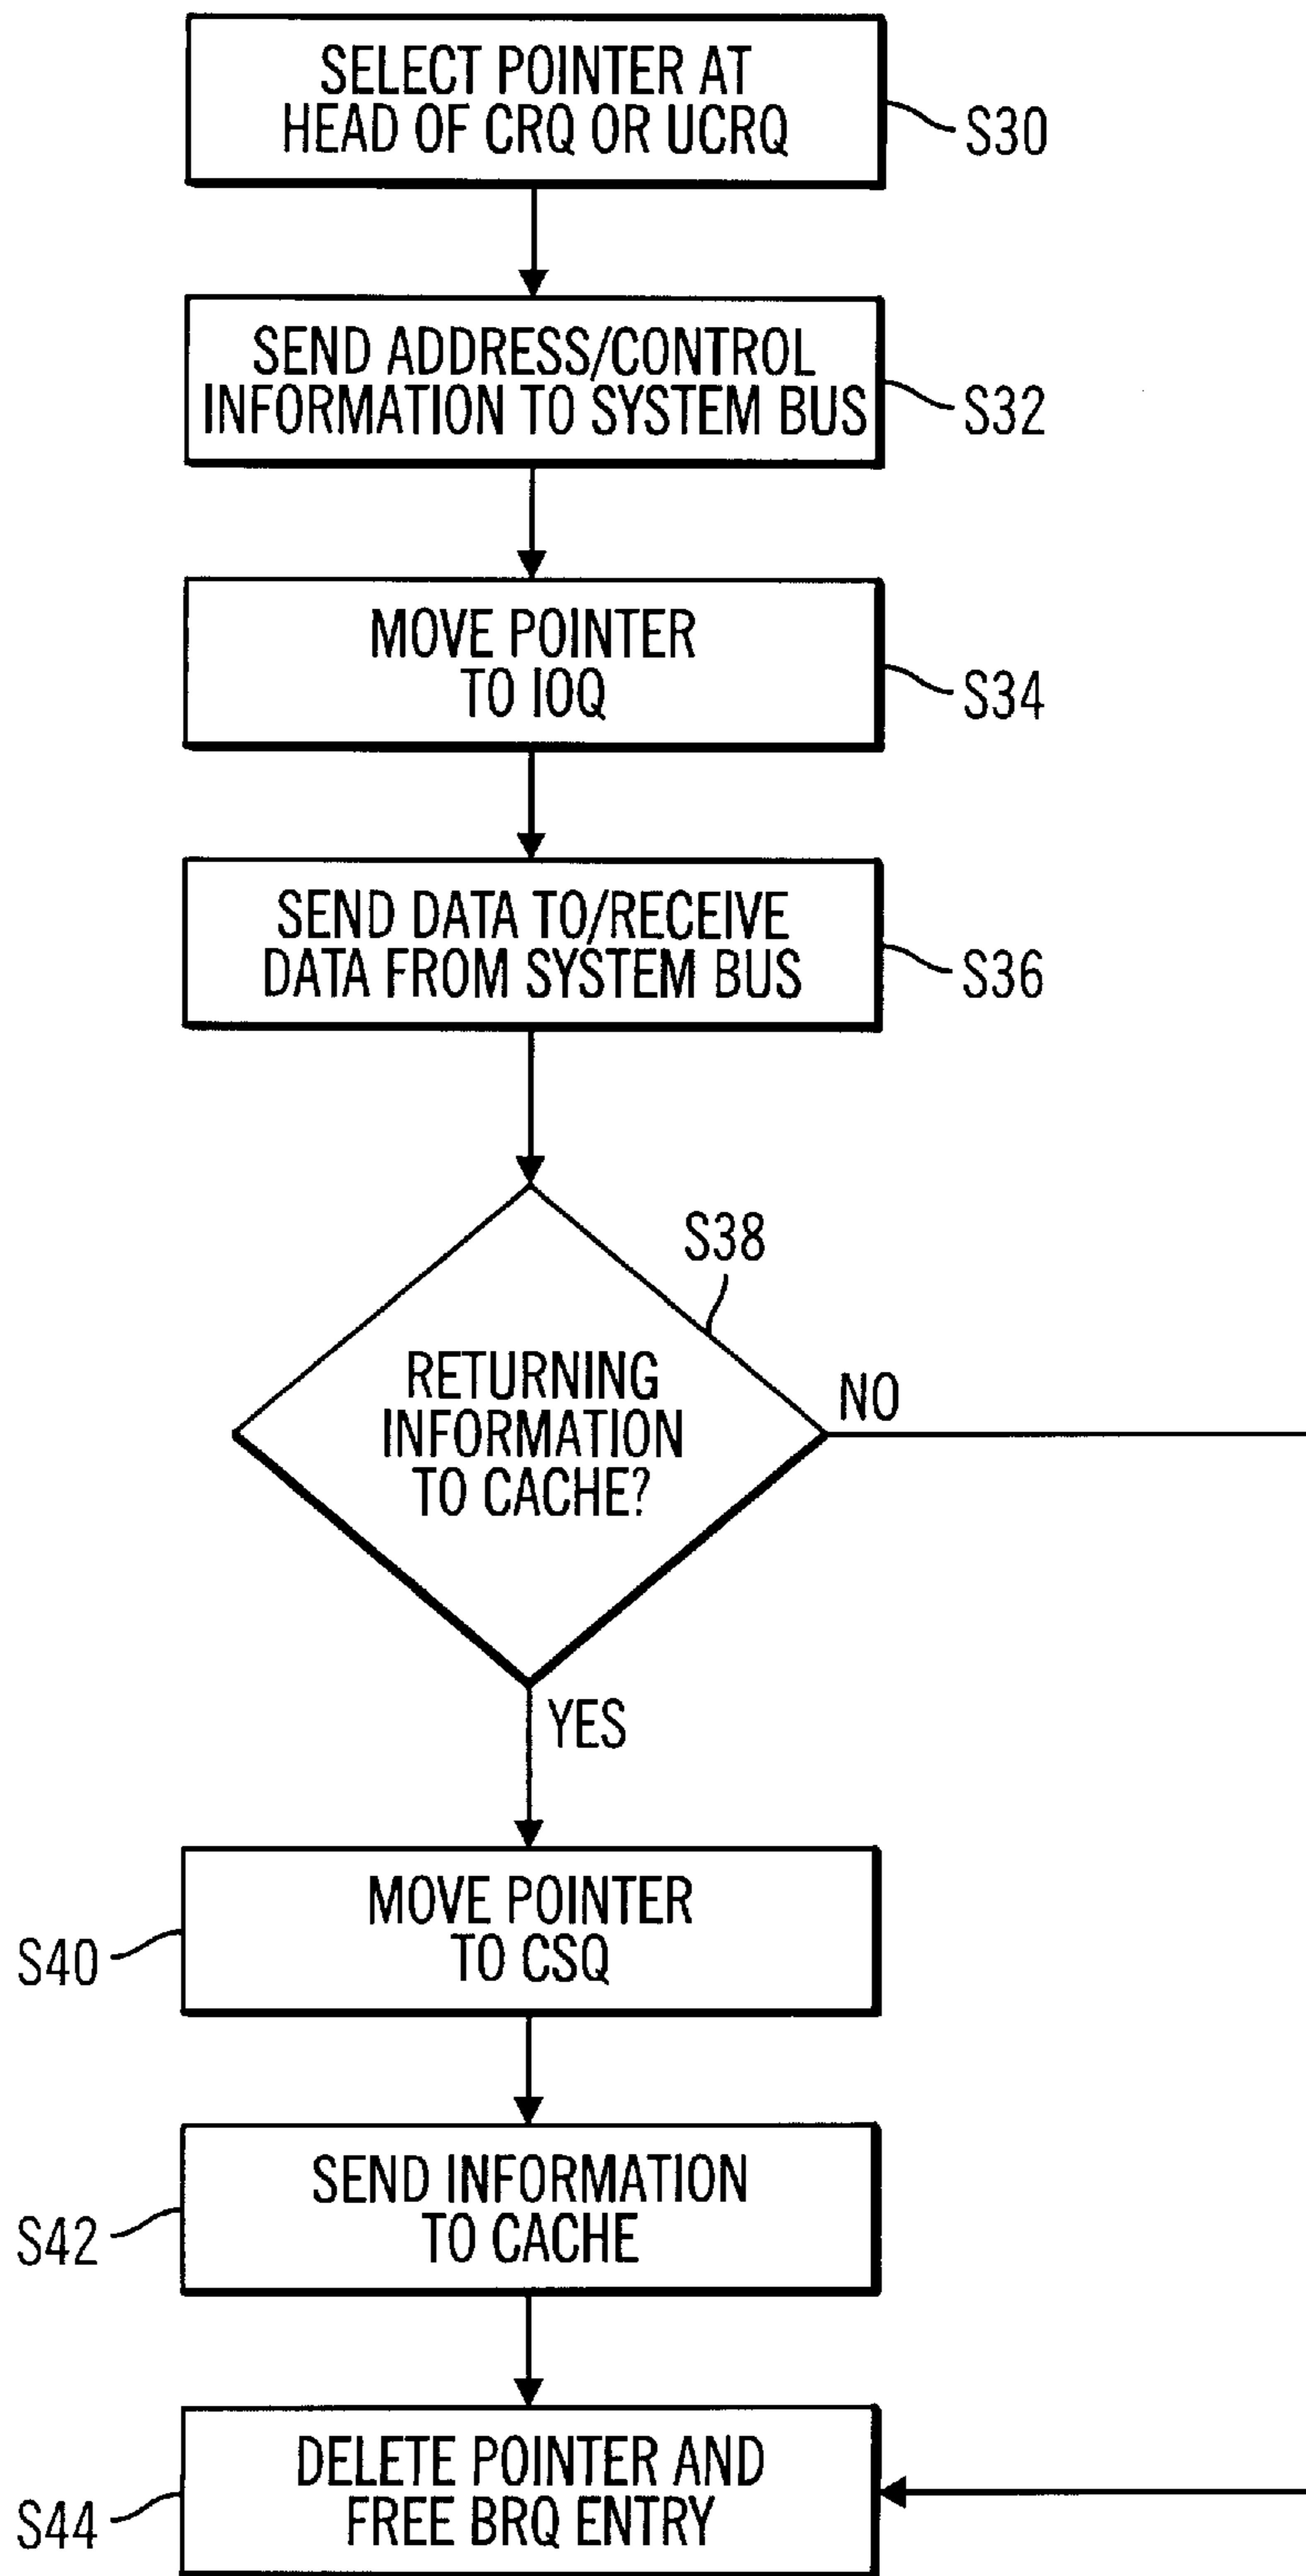 SELECT POINTER AT
HEAD OF CRQ OR UCRQ
S30
SEND ADDRESS/CONTROL
INFORMATION TO SYSTEM BUS
S32
MOVE POINTER
TO IOQ
S34
SEND DATA TO/RECEIVE
DATA FROM SYSTEM BUS
S36
S38
RETURNING
INFORMATION
TO CACHE?
NO
YES
MOVE POINTER
TO CSQ
S40
SEND INFORMATION
TO CACHE
S42
DELETE POINTER AND
FREE BRQ ENTRY
S44